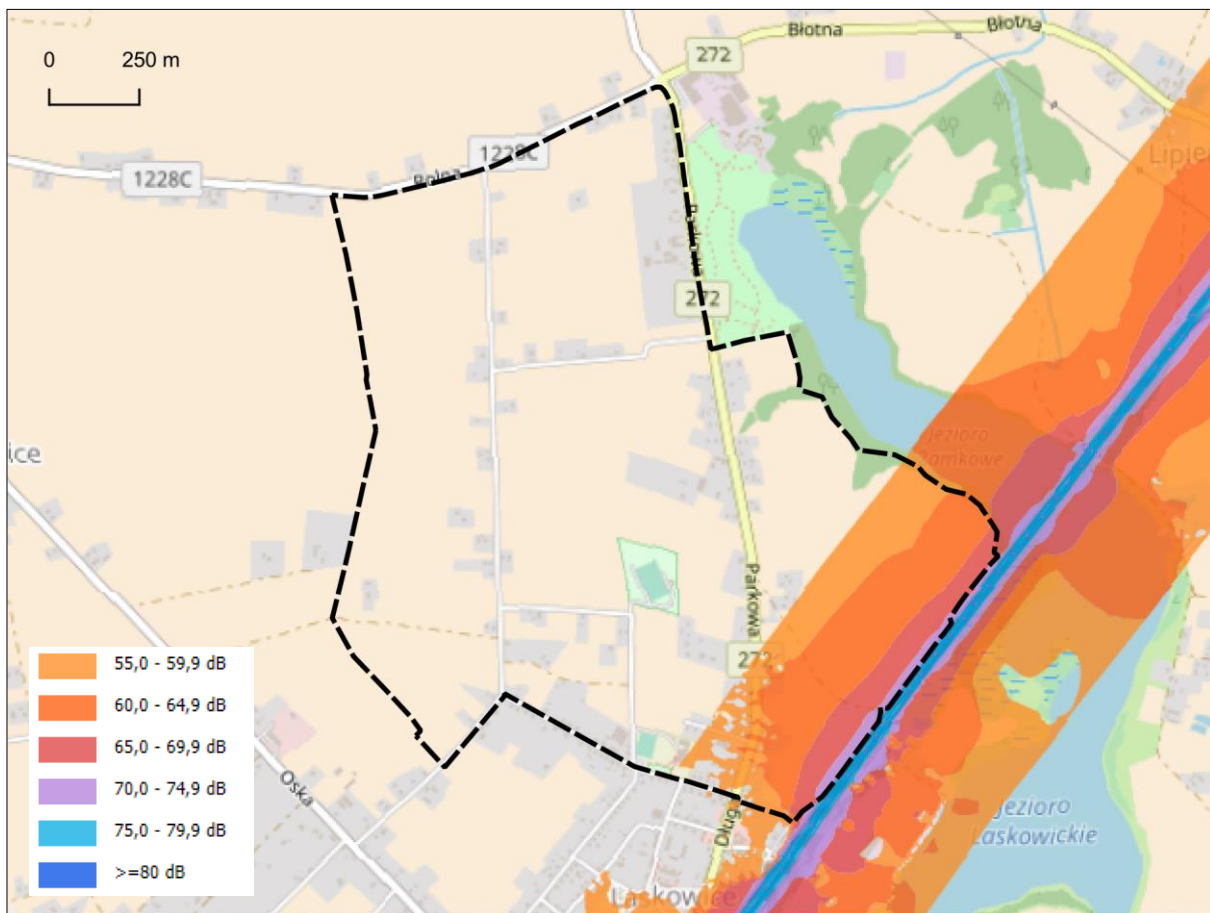 0 250 m
Błotna
Błotna
272
1228C
1228C
Rolna
Lipie
Parkowa
272
ice
Jezioro
Zamkowe
Parkowa
272
55,0 - 59,9 dB
60,0 - 64,9 dB
65,0 - 69,9 dB
70,0 - 74,9 dB
75,0 - 79,9 dB
>=80 dB
Oska
Dług
Jezioro
Laskowickie
Laskowice